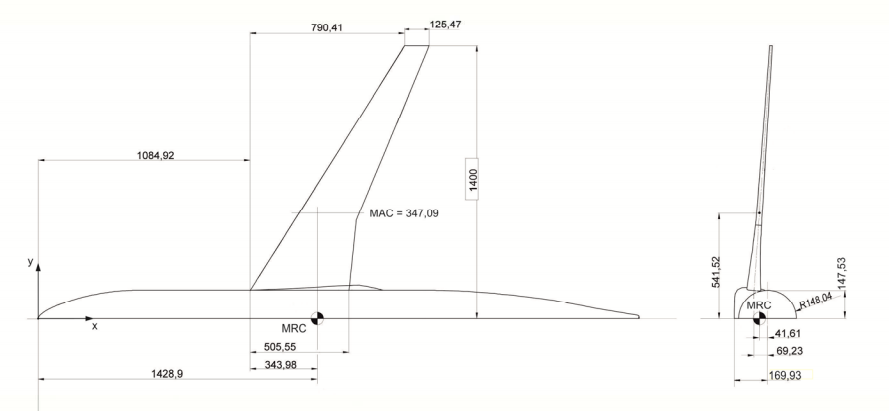 790,41
125,47
1084,92
1400
MAC = 347,09
y
x
MRC
505,55
343,98
1428,9
541,52
147,53
MRC
R148,04
41,61
69,23
169,93